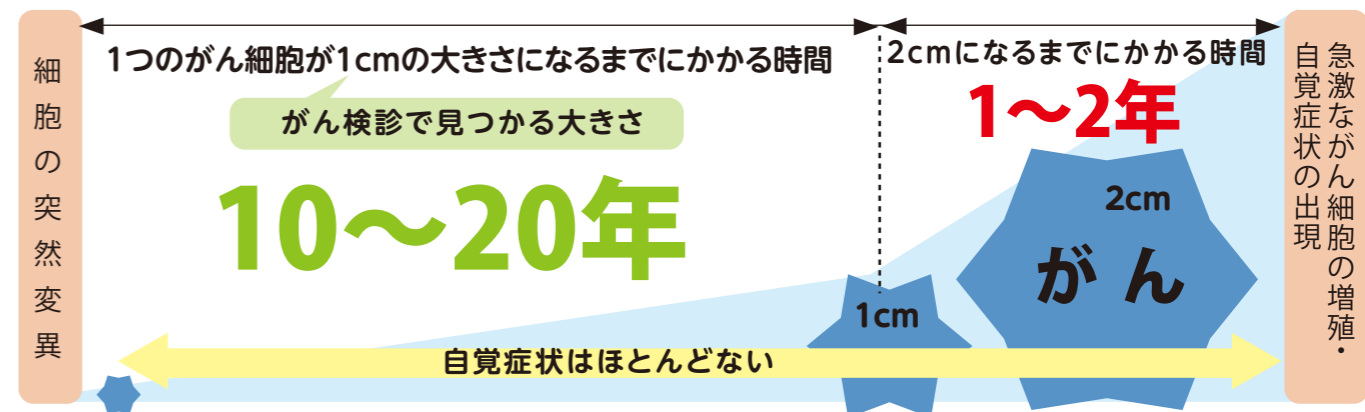 細胞の突然変異
1つのがん細胞が1cmの大きさになるまでにかかる時間
がん検診で見つかる大きさ
10〜20年
2cmになるまでにかかる時間
1〜2年
2cm
がん
1cm
自覚症状はほとんどない
急激ながん細胞の増殖・
自覚症状の出現